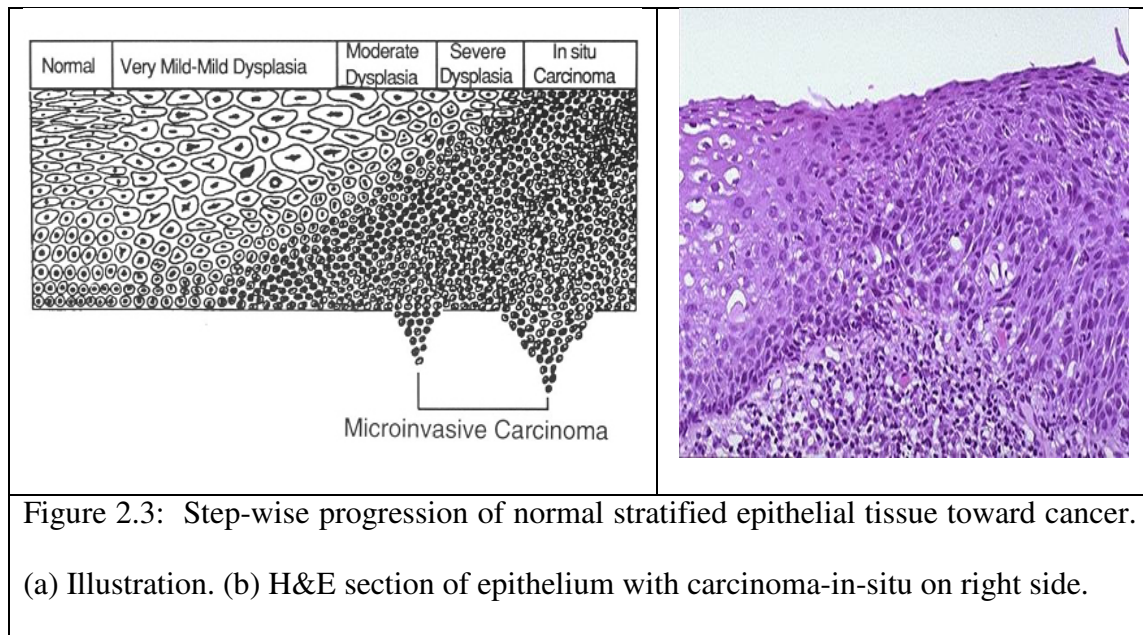 Normal
Very Mild-Mild Dysplasia
Moderate
Dysplasia
Severe
Dysplasia
In situ
Carcinoma
Microinvasive Carcinoma
Figure 2.3: Step-wise progression of normal stratified epithelial tissue toward cancer.
(a) Illustration. (b) H&E section of epithelium with carcinoma-in-situ on right side.